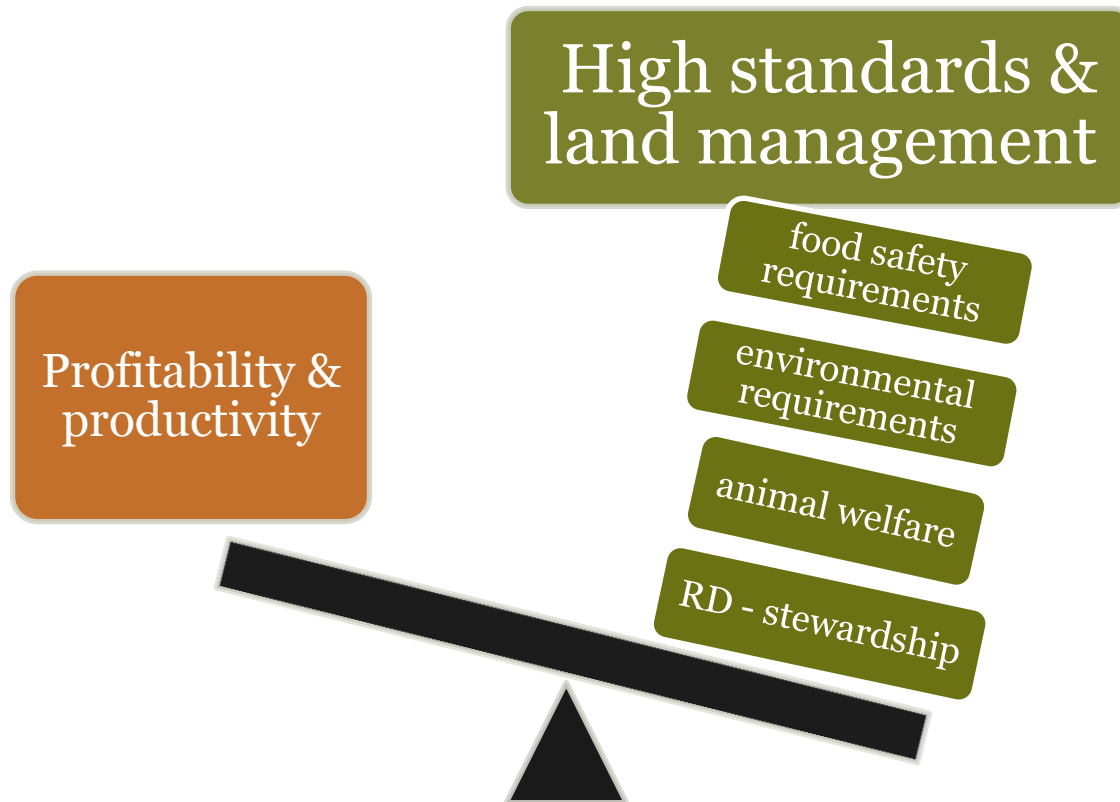 High standards &
land management
food safety
requirements
environmental
requirements
animal welfare
RD - stewardship
Profitability &
productivity